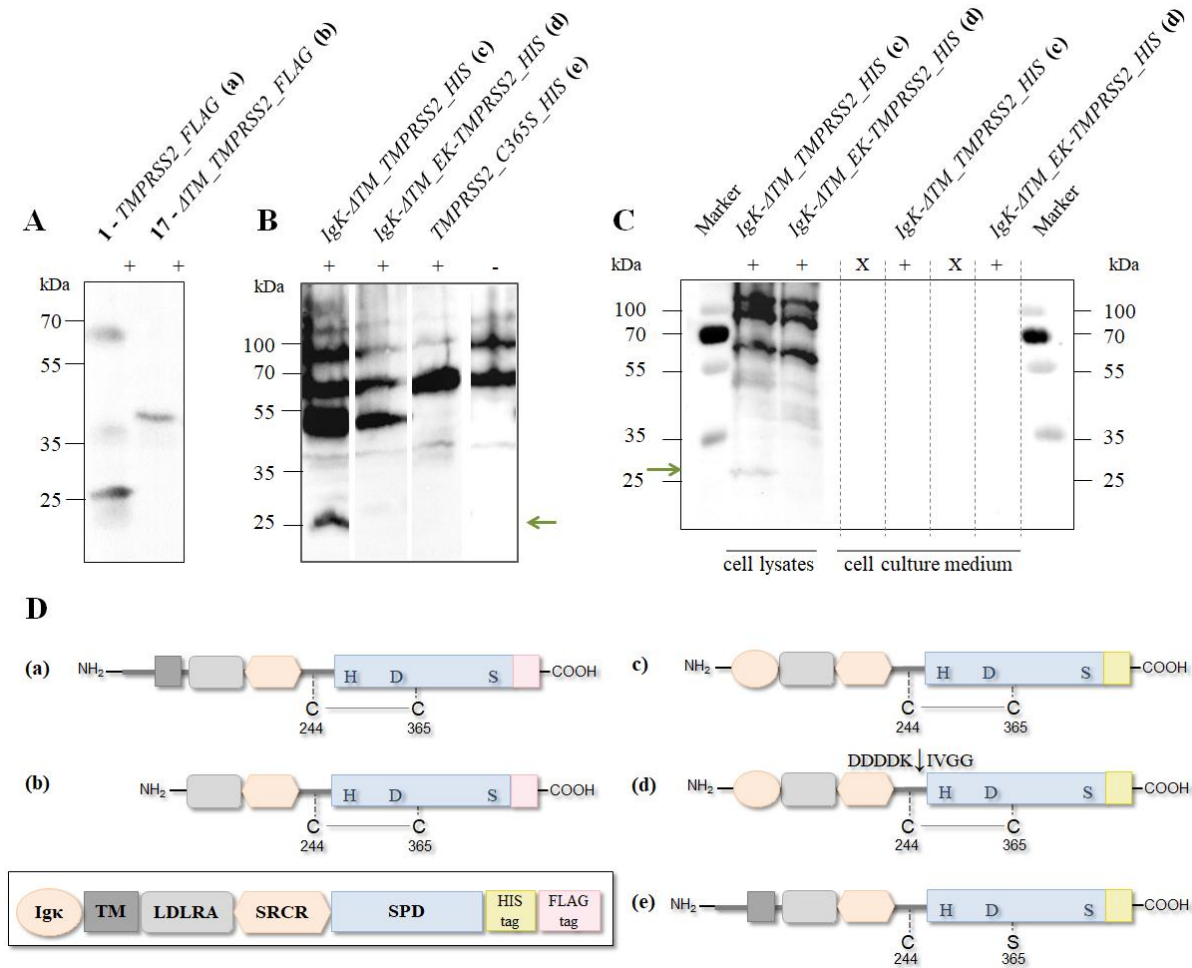 A
1 - TMPRSS2_FLAG (a)
17 - ΔTM_TMPRSS2_FLAG (b)
+ +
kDa
70
55
35
25
B
IgK-ΔTM_TMPRSS2_HIS (c)
IgK-ΔTM_EK-TMPRSS2_HIS (d)
TMPRSS2_C365S_HIS (e)
+ + + -
kDa
100
70
55
35
25
C
Marker
IgK-ΔTM_TMPRSS2_HIS (c)
IgK-ΔTM_EK-TMPRSS2_HIS (d)
IgK-ΔTM_TMPRSS2_HIS (c)
IgK-ΔTM_EK-TMPRSS2_HIS (d)
Marker
kDa + + X + X + kDa
100 100
70 70
55 55
35 35
25 25
cell lysates cell culture medium
D
(a) NH₂ H D S COOH
C C
244 365
(b) NH₂ H D S COOH
C C
244 365
Igκ TM LDLRA SRCR SPD HIS tag FLAG tag
c) NH₂ H D S COOH
C C
244 365
DDDDK↓IVGG
(d) NH₂ H D S COOH
C C
244 365
(e) NH₂ H D S COOH
C S
244 365